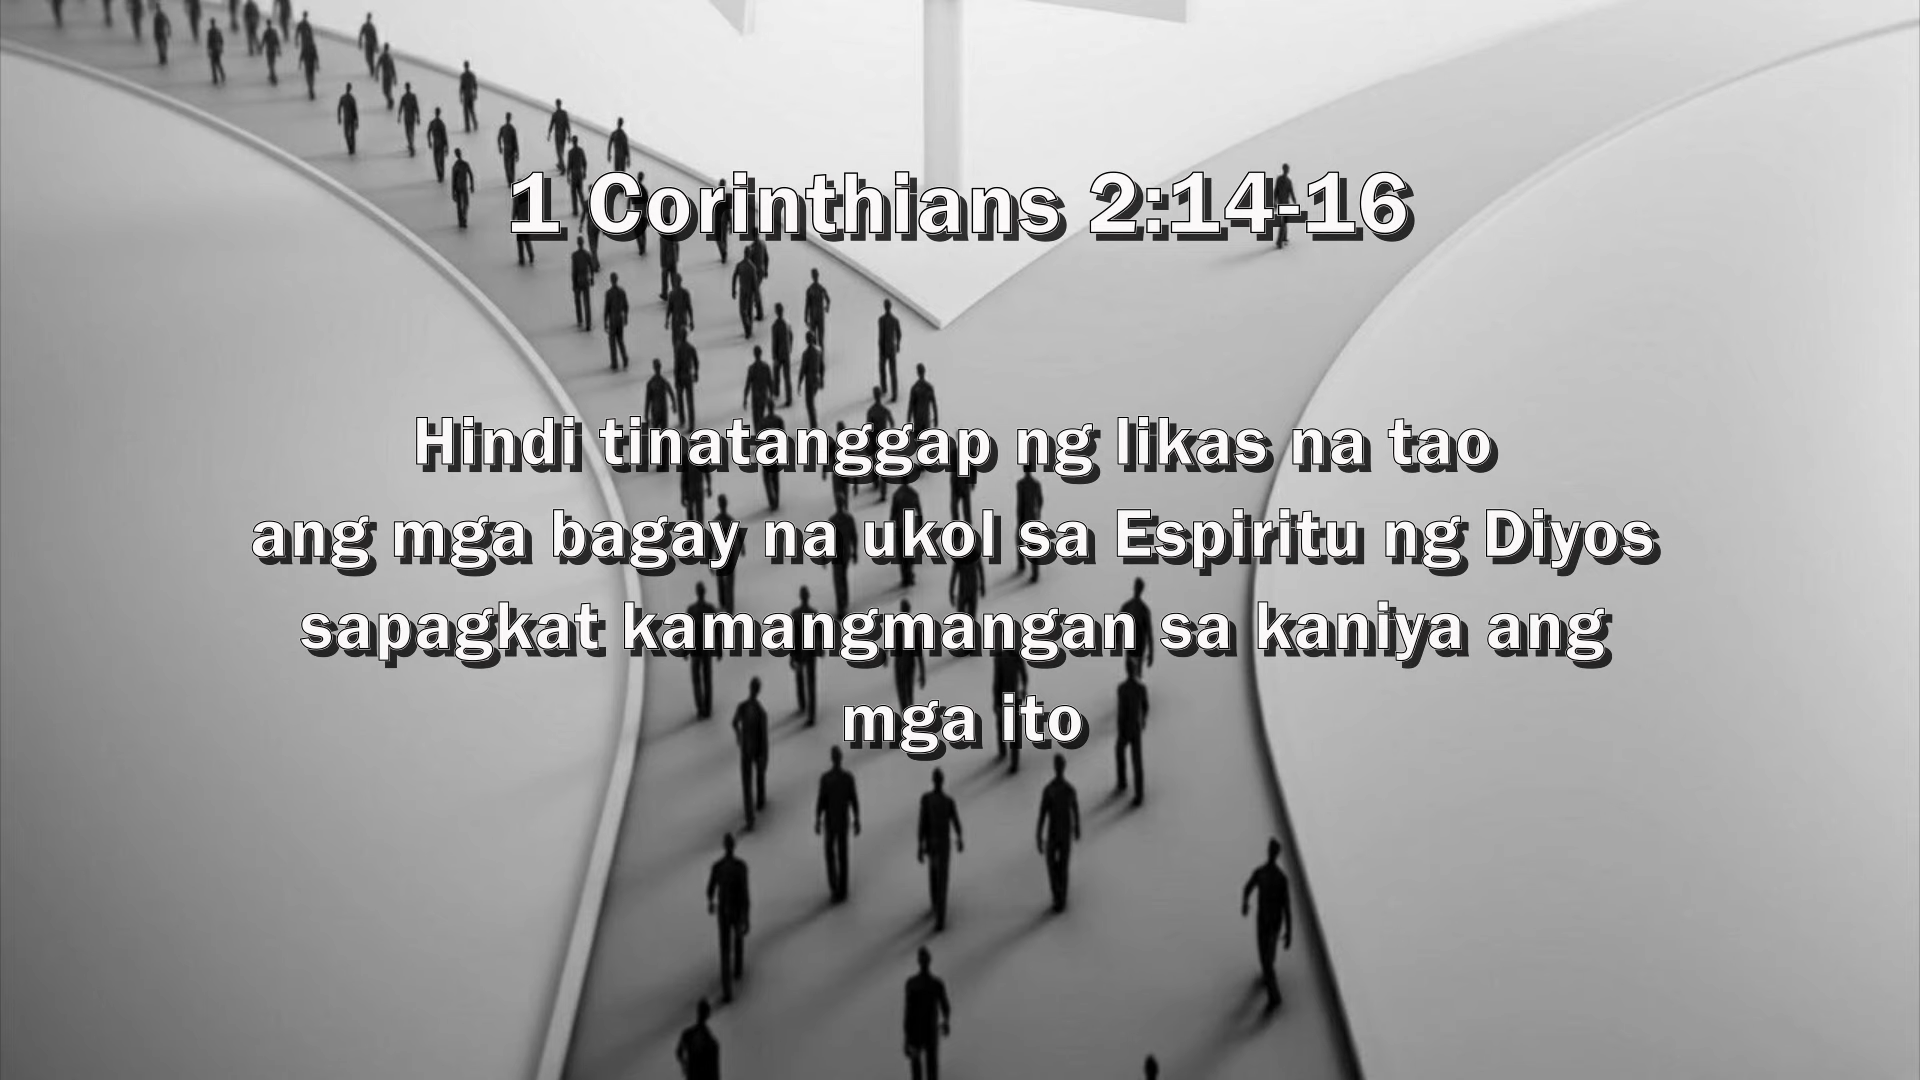 1 Corinthians 2:14-16
Hindi tinatanggap ng likas na tao
ang mga bagay na ukol sa Espiritu ng Diyos
sapagkat kamangmangan sa kaniya ang
mga ito